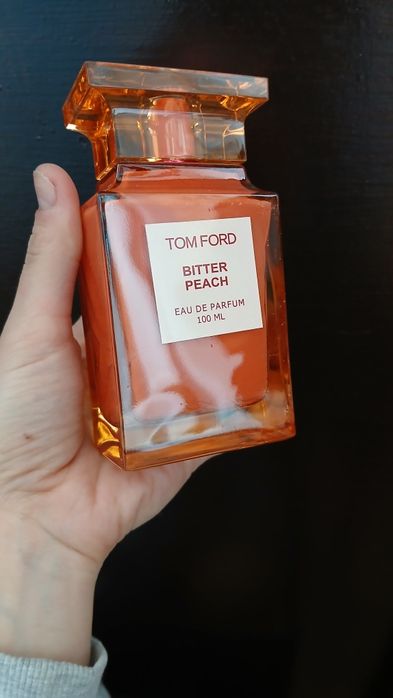 TOM FORD
BITTER
PEACH
EAU DE PARFUM
100 ML